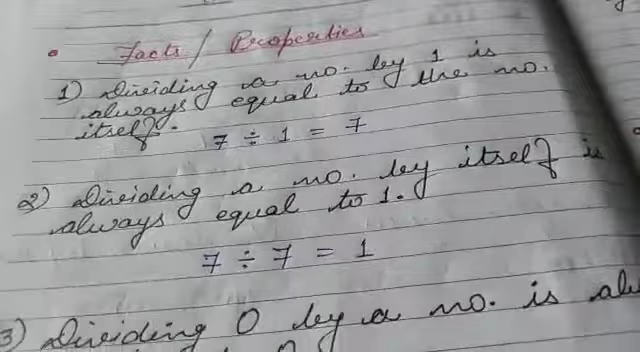 • Facts / Properties
1) Dividing a no. by 1 is
always equal to the no.
itself.
7 ÷ 1 = 7
2) Dividing a no. by itself is
always equal to 1.
7 ÷ 7 = 1
3) Dividing 0 by a no. is